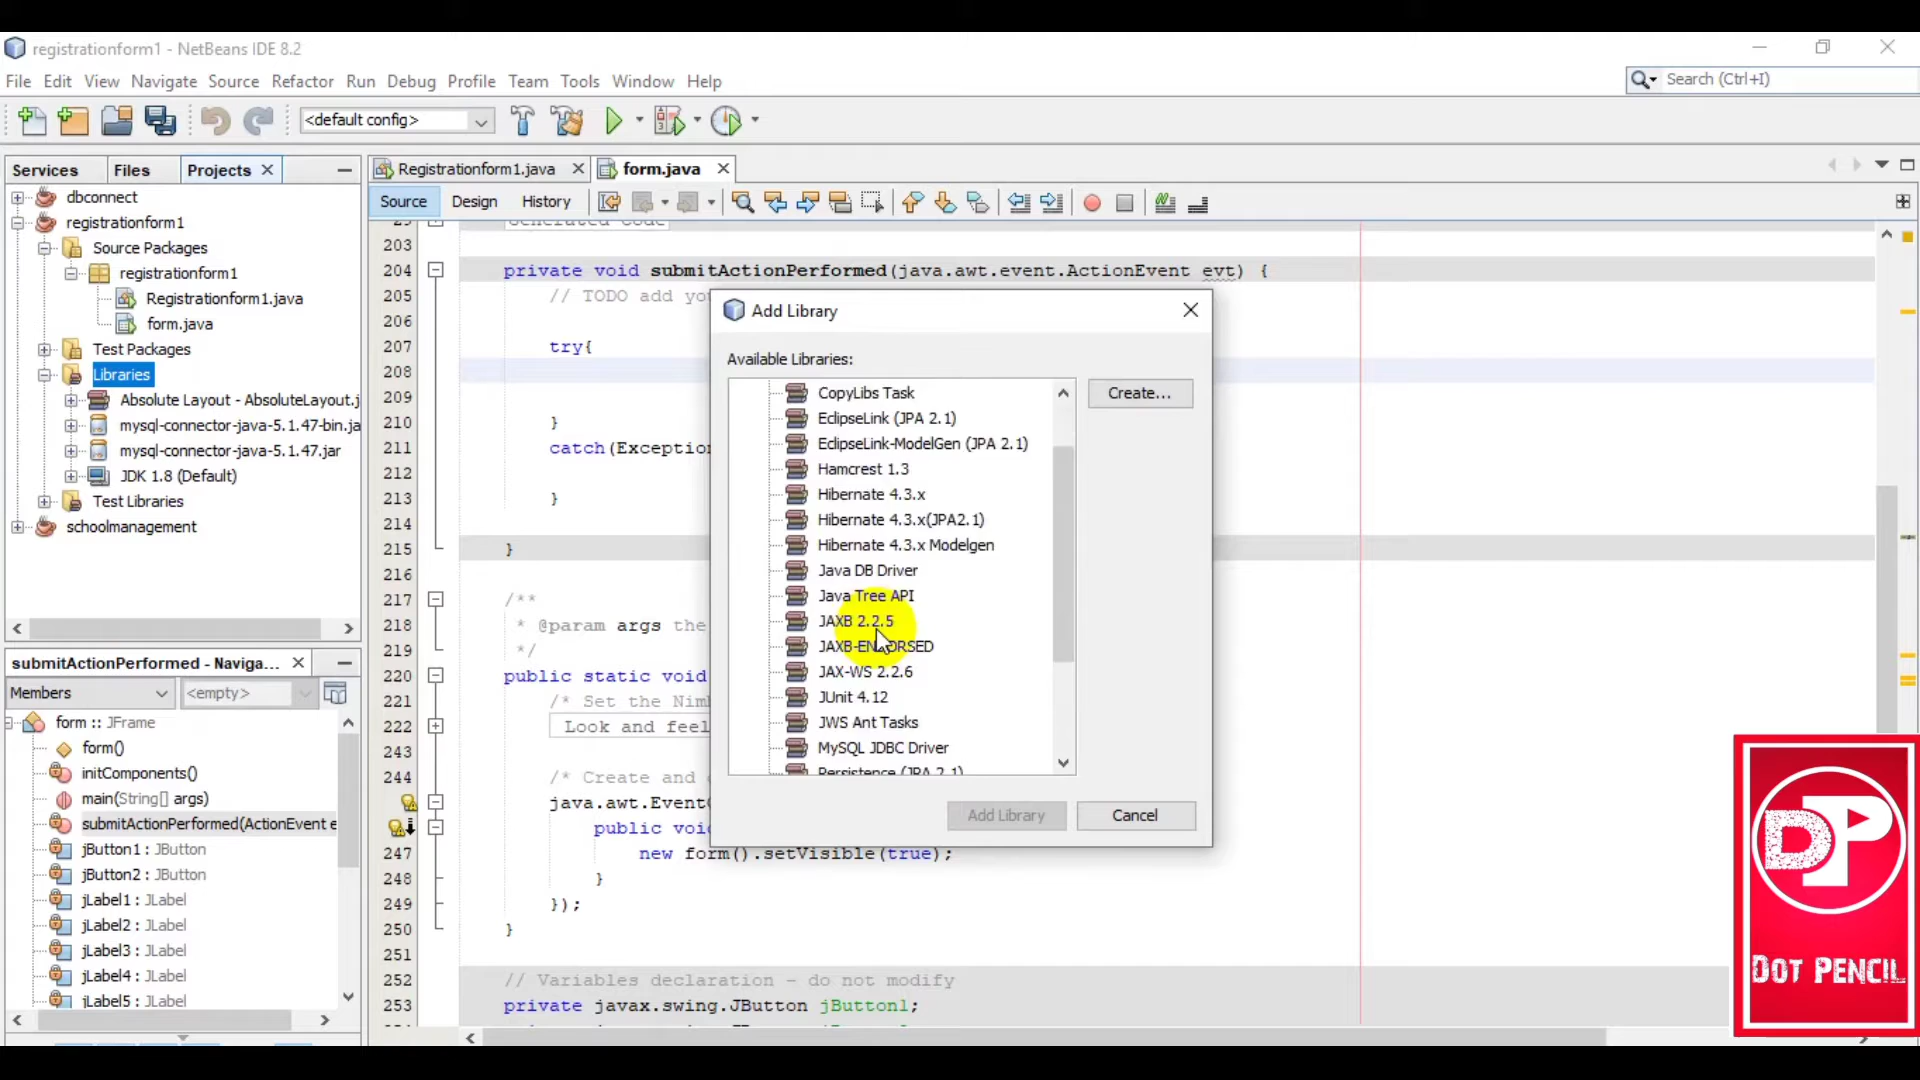 registrationform1 - NetBeans IDE 8.2
File Edit View Navigate Source Refactor Run Debug Profile Team Tools Window Help
Search (Ctrl+I)
<default config>
Services Files Projects
Registrationform1.java form.java
Source Design History
dbconnect
registrationform1
Source Packages
registrationform1
Registrationform1.java
form.java
Test Packages
Libraries
Absolute Layout - AbsoluteLayout.j
mysql-connector-java-5.1.47-bin.ja
mysql-connector-java-5.1.47.jar
JDK 1.8 (Default)
Test Libraries
schoolmanagement
submitActionPerformed - Naviga...
Members <empty>
form :: JFrame
form()
initComponents()
main(String[] args)
submitActionPerformed(ActionEvent e
jButton1 : JButton
jButton2 : JButton
jLabel1 : JLabel
jLabel2 : JLabel
jLabel3 : JLabel
jLabel4 : JLabel
jLabel5 : JLabel
Generated Code
203
204 private void submitActionPerformed(java.awt.event.ActionEvent evt) {
205 // TODO add you
206
207 try{
208
209
210 }
211 catch(Exception
212
213 }
214
215 }
216
217 /**
218 * @param args the
219 */
220 public static void
221 /* Set the Nimb
222 Look and feel
243
244 /* Create and
java.awt.Event
public voi
247 new form().setVisible(true);
248 }
249 });
250 }
251
252 // Variables declaration - do not modify
253 private javax.swing.JButton jButton1;
Add Library
Available Libraries:
CopyLibs Task
EclipseLink (JPA 2.1)
EclipseLink-ModelGen (JPA 2.1)
Hamcrest 1.3
Hibernate 4.3.x
Hibernate 4.3.x(JPA2.1)
Hibernate 4.3.x Modelgen
Java DB Driver
Java Tree API
JAXB 2.2.5
JAXB-ENDORSED
JAX-WS 2.2.6
JUnit 4.12
JWS Ant Tasks
MySQL JDBC Driver
Persistence (JPA 2.1)
Create...
Add Library Cancel
DP
DOT PENCIL